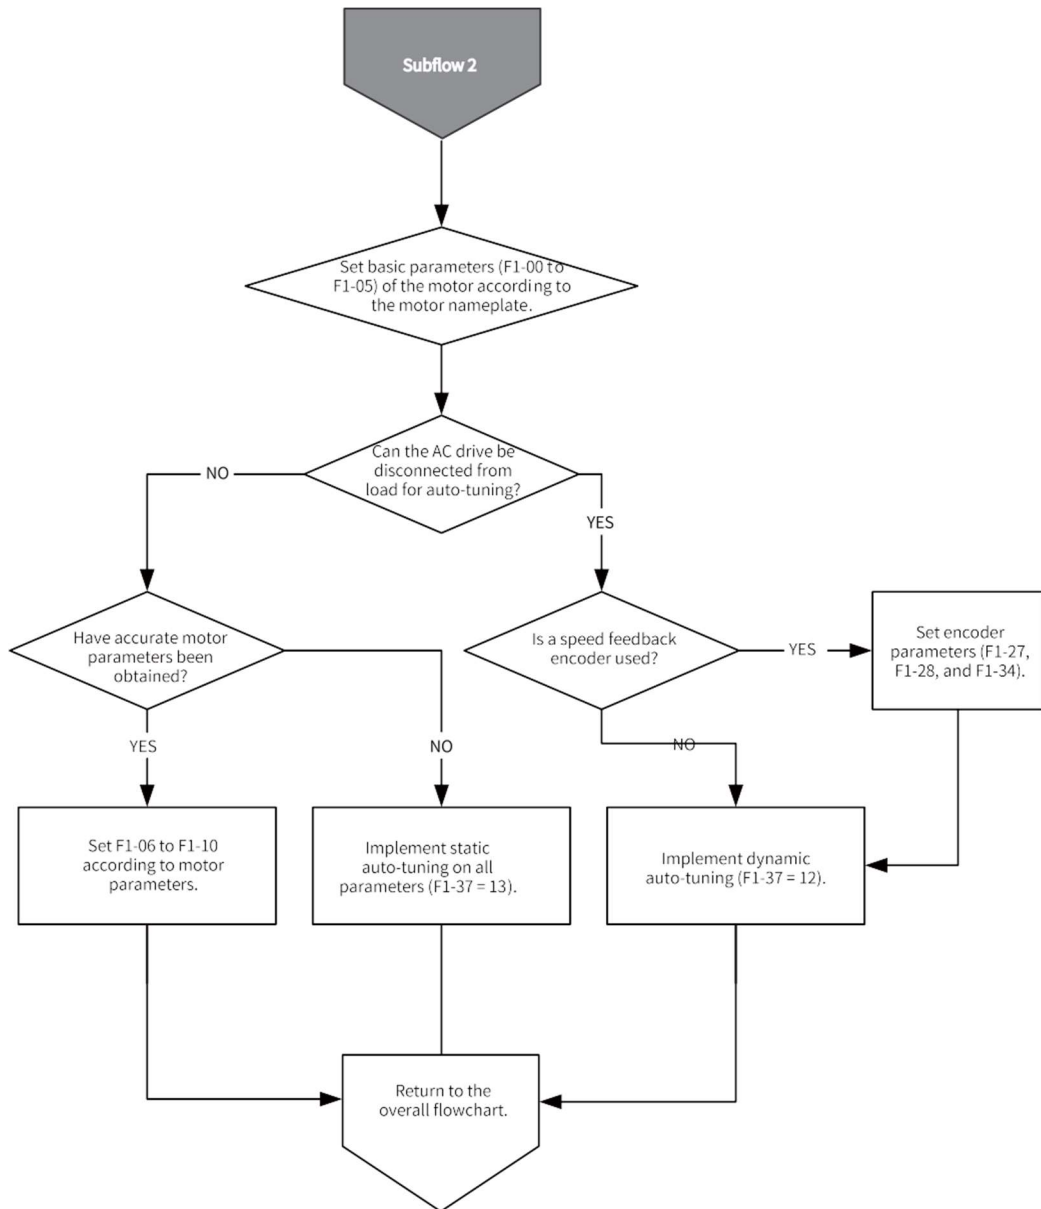 Subflow 2
Set basic parameters (F1-00 to
F1-05) of the motor according to
the motor nameplate.
Can the AC drive be
disconnected from
load for auto-tuning?
NO
YES
Have accurate motor
parameters been
obtained?
Is a speed feedback
encoder used?
YES
Set encoder
parameters (F1-27,
F1-28, and F1-34).
YES
NO
NO
Set F1-06 to F1-10
according to motor
parameters.
Implement static
auto-tuning on all
parameters (F1-37 = 13).
Implement dynamic
auto-tuning (F1-37 = 12).
Return to the
overall flowchart.